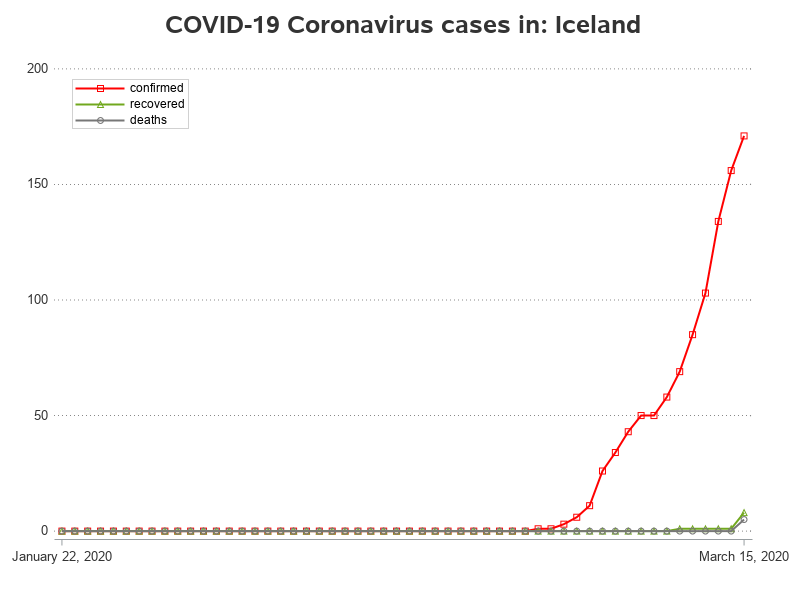 COVID-19 Coronavirus cases in: Iceland
200
confirmed
recovered
deaths
150
100
50
0
January 22, 2020 March 15, 2020